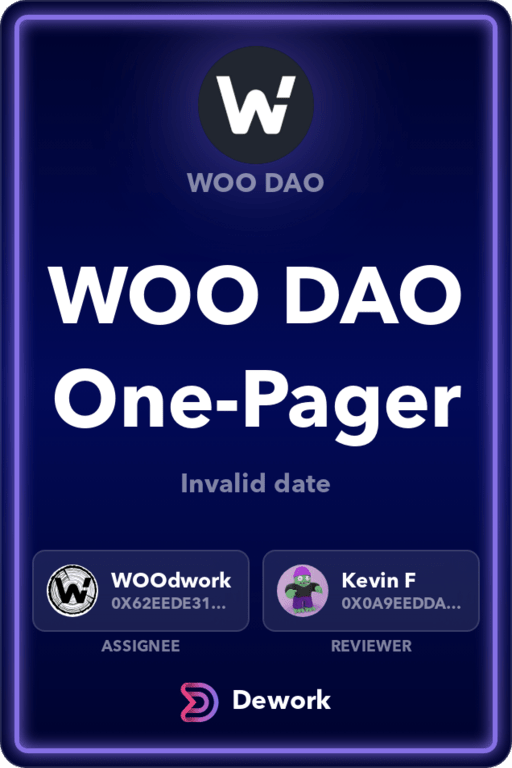 WOO DAO
WOO DAO
One-Pager
Invalid date
WOOdwork
0X62EEDE31...
ASSIGNEE
Kevin F
0X0A9EEDDA...
REVIEWER
Dework